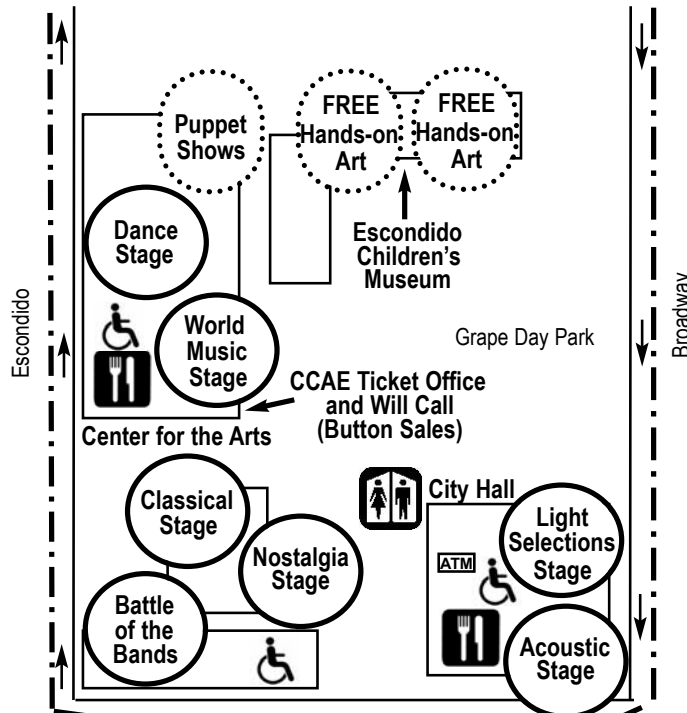 Puppet
Shows
FREE
Hands-on
Art
FREE
Hands-on
Art
Dance
Stage
Escondido
Children's
Museum
Escondido
World
Music
Stage
Grape Day Park
Broadway
CCAE Ticket Office
and Will Call
(Button Sales)
Center for the Arts
Classical
Stage
City Hall
Light
Selections
Stage
Nostalgia
Stage
ATM
Battle
of the
Bands
Acoustic
Stage